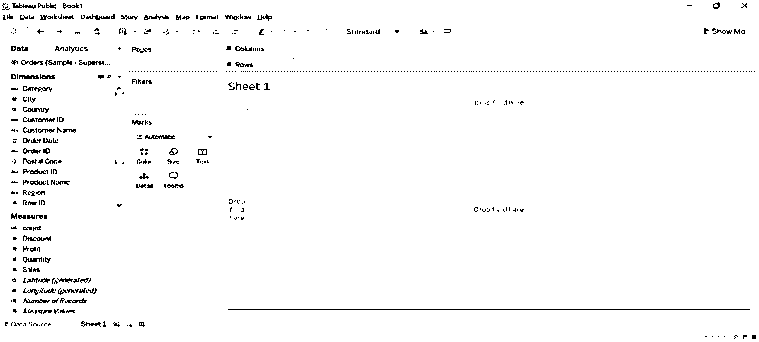 Tableau Public - Book1
File Data Worksheet Dashboard Story Analysis Map Format Window Help
Standard
Show Me
Data Analytics
Pages
Columns
Rows
Orders (Sample - Superst...
Dimensions
Category
City
Country
Customer ID
Customer Name
Order Date
Order ID
Postal Code
Product ID
Product Name
Region
Row ID
Measures
count
Discount
Profit
Quantity
Sales
Latitude (generated)
Longitude (generated)
Number of Records
Measure Values
Filters
Marks
Automatic
Color Size Text
Detail Tooltip
Sheet 1
Drop field here
Drop
field
here
Drop field here
Data Source Sheet 1